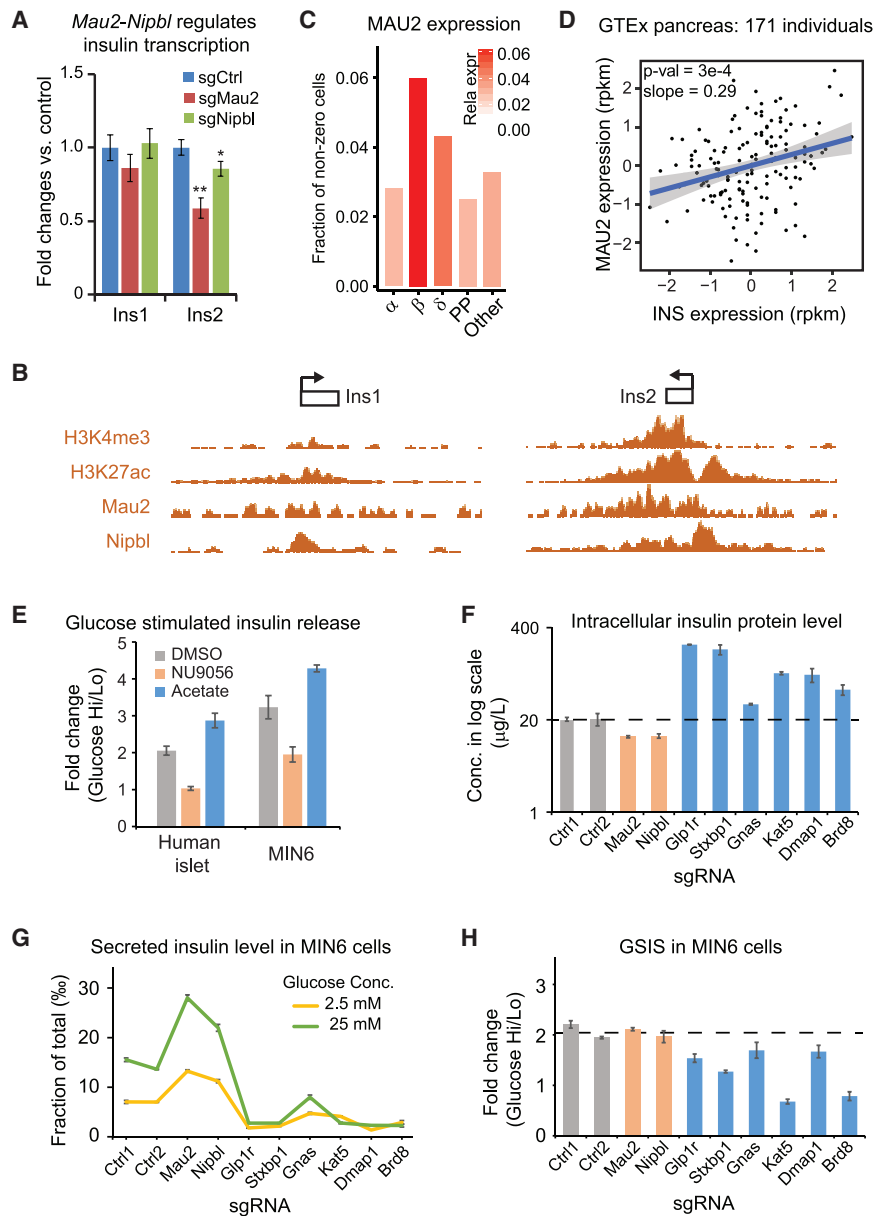 A
Mau2-Nipbl regulates
insulin transcription
Fold changes vs. control
1.5
1.0
0.5
0
sgCtrl
sgMau2
sgNipbl
**
*
Ins1
Ins2
C
MAU2 expression
Fraction of non-zero cells
0.06
0.04
0.02
0.00
Rela expr
0.06
0.04
0.02
0.00
α
β
δ
PP
Other
D
GTEx pancreas: 171 individuals
p-val = 3e-4
slope = 0.29
MAU2 expression (rpkm)
2
1
0
−1
−2
−2
−1
0
1
2
INS expression (rpkm)
B
Ins1
Ins2
H3K4me3
H3K27ac
Mau2
Nipbl
E
Glucose stimulated insulin release
Fold change
(Glucose Hi/Lo)
5
4
3
2
1
0
DMSO
NU9056
Acetate
Human
islet
MIN6
F
Intracellular insulin protein level
Conc. in log scale
(µg/L)
400
20
1
Ctrl1
Ctrl2
Mau2
Nipbl
Glp1r
Stxbp1
Gnas
Kat5
Dmap1
Brd8
sgRNA
G
Secreted insulin level in MIN6 cells
Fraction of total (‰)
30
20
10
0
Glucose Conc.
2.5 mM
25 mM
Ctrl1
Ctrl2
Mau2
Nipbl
Glp1r
Stxbp1
Gnas
Kat5
Dmap1
Brd8
sgRNA
H
GSIS in MIN6 cells
Fold change
(Glucose Hi/Lo)
3
2
1
0
Ctrl1
Ctrl2
Mau2
Nipbl
Glp1r
Stxbp1
Gnas
Kat5
Dmap1
Brd8
sgRNA